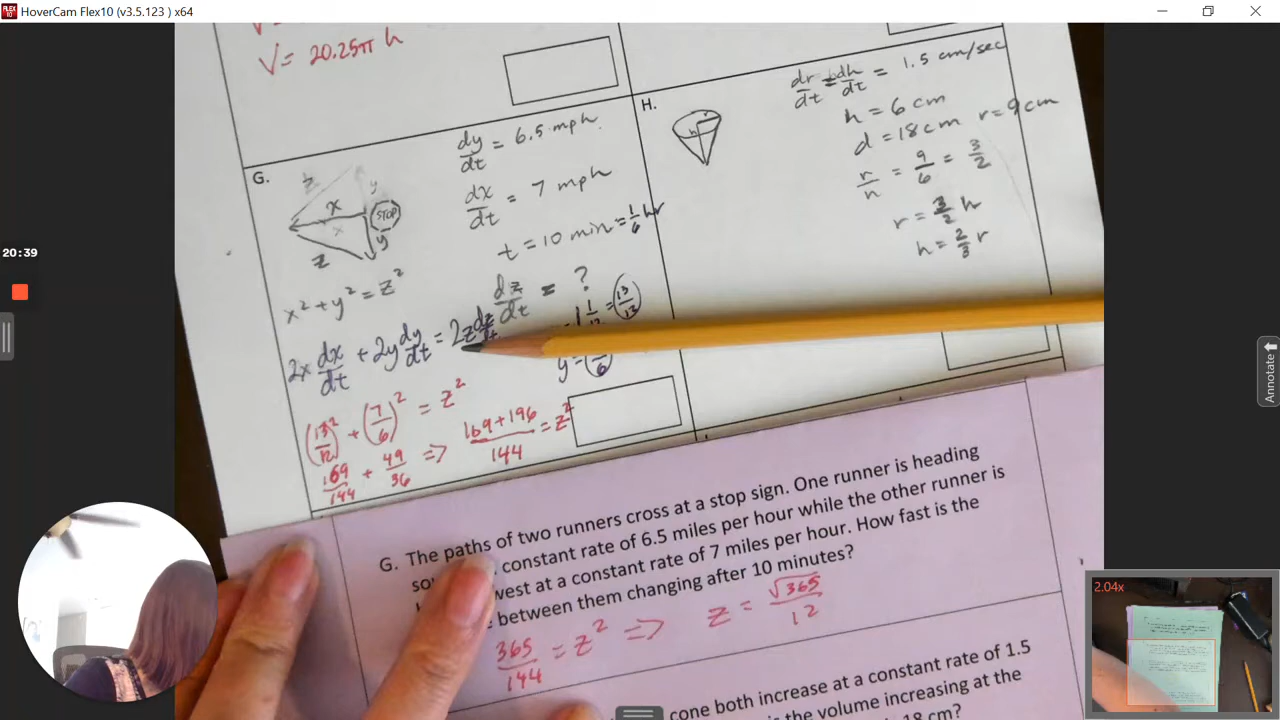 HoverCam Flex10 (v3.5.123 ) x64
V = 20.25π h
G.
dy/dt = 6.5 mph
dx/dt = 7 mph
t = 10 min = 1/6 hr
dz/dt = ?
z
y
x
STOP
x
y
z
x² + y² = z²
2x dx/dt + 2y dy/dt = 2z dz/dt
(13/12)² + (7/6)² = z²
169/144 + 49/36 => 169+196/144 = z²
H.
dr/dt = dh/dt = 1.5 cm/sec
h = 6 cm
d = 18 cm r = 9 cm
r/h = 9/6 = 3/2
r = 3/2 h
h = 2/3 r
G. The paths of two runners cross at a stop sign. One runner is heading
constant rate of 6.5 miles per hour while the other runner is
west at a constant rate of 7 miles per hour. How fast is the
between them changing after 10 minutes?
365/144 = z² => z = √365/12
cone both increase at a constant rate of 1.5
the volume increasing at the
18 cm?
20:39
Annotate
2.04x